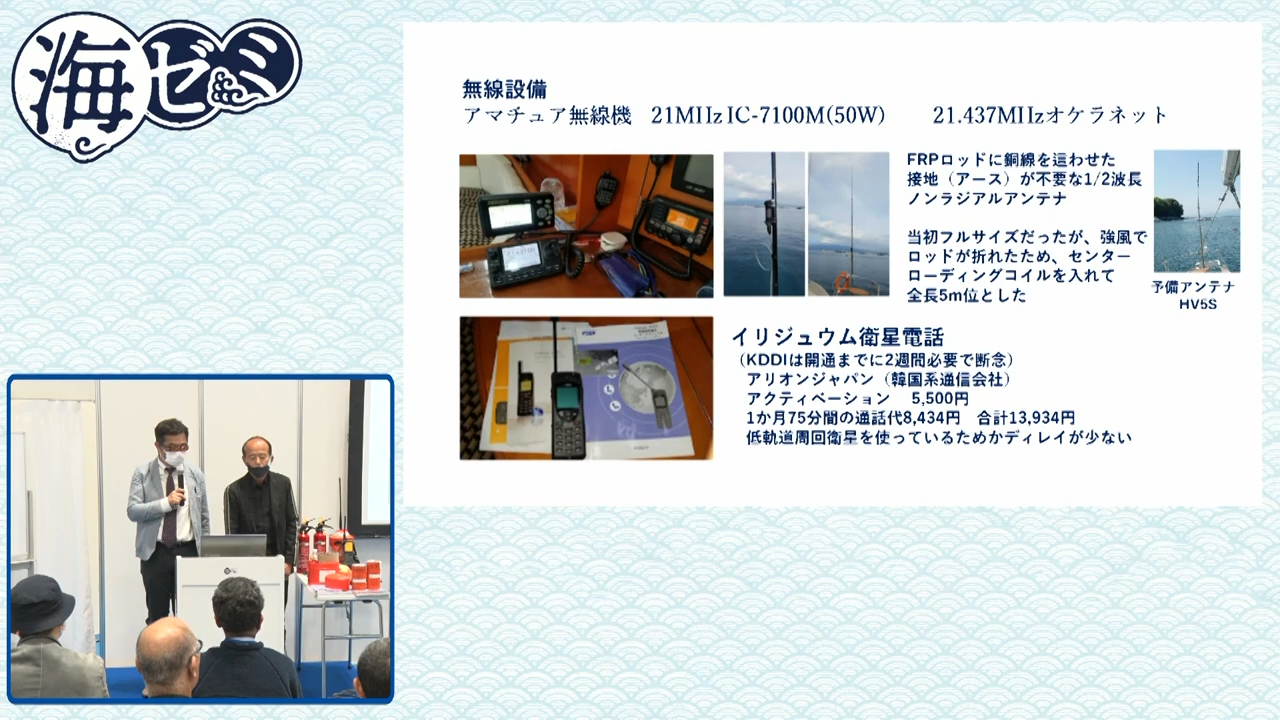 海ゼミ
無線設備
アマチュア無線機　21MHz IC-7100M(50W)　　21.437MHzオケラネット
FRPロッドに銅線を這わせた
接地（アース）が不要な1/2波長
ノンラジアルアンテナ
当初フルサイズだったが、強風で
ロッドが折れたため、センター
ローディングコイルを入れて
全長5m位とした
予備アンテナ
HV5S
イリジュウム衛星電話
（KDDIは開通までに2週間必要で断念）
アリオンジャパン（韓国系通信会社）
アクティベーション　5,500円
1か月75分間の通話代8,434円　合計13,934円
低軌道周回衛星を使っているためかディレイが少ない